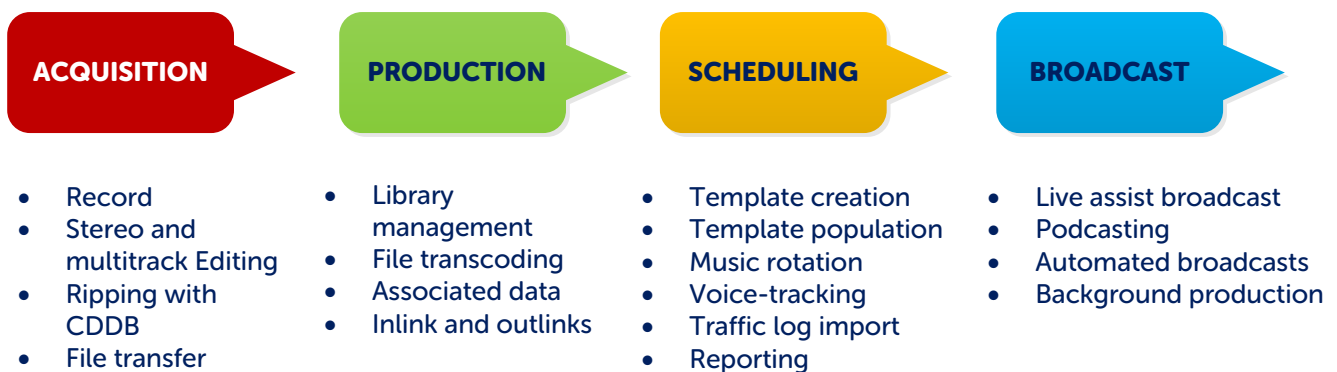 ACQUISITION
PRODUCTION
SCHEDULING
BROADCAST
• Record
• Stereo and
multitrack Editing
• Ripping with
CDDB
• File transfer
• Library
management
• File transcoding
• Associated data
• Inlink and outlinks
• Template creation
• Template population
• Music rotation
• Voice-tracking
• Traffic log import
• Reporting
• Live assist broadcast
• Podcasting
• Automated broadcasts
• Background production